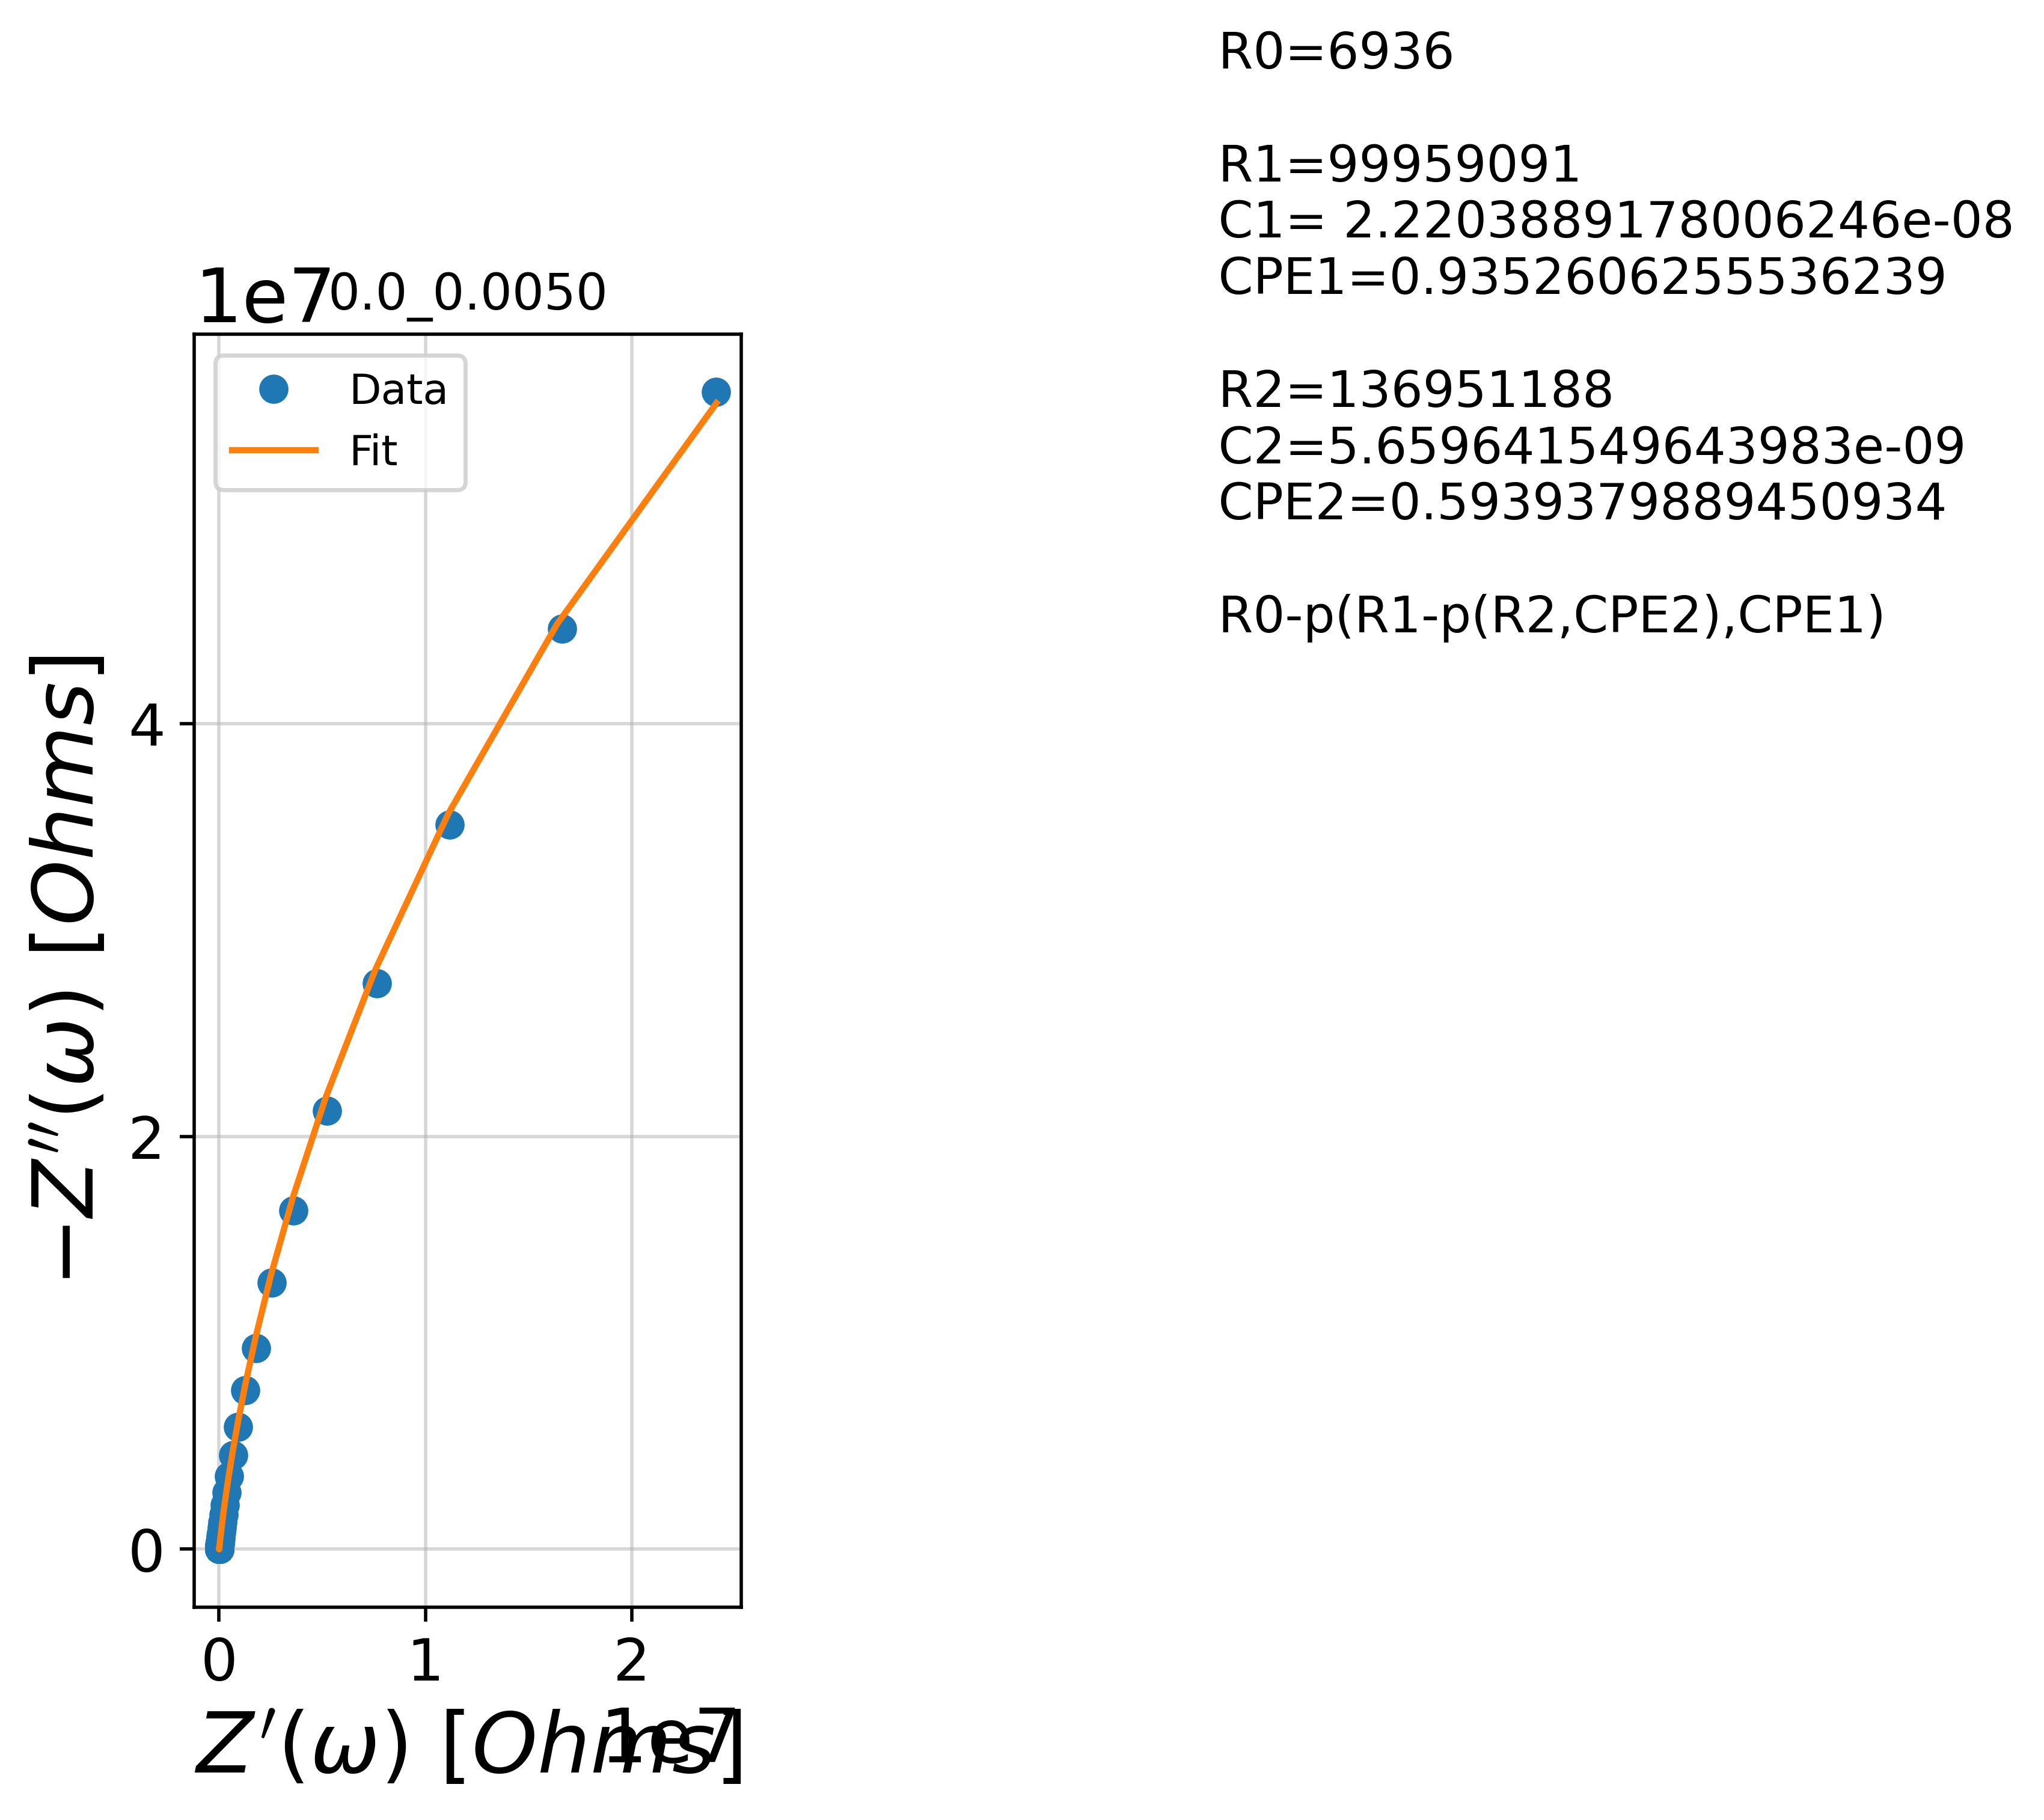 R0=6936
R1=99959091
C1= 2.2203889178006246e-08
CPE1=0.9352606255536239
R2=136951188
C2=5.659641549643983e-09
CPE2=0.5939379889450934
R0-p(R1-p(R2,CPE2),CPE1)
1e7
0.0_0.0050
Data
Fit
4
2
0
−Z′′(ω) [Ohms]
0 1 2
Z′(ω) [Ohms]
1e7